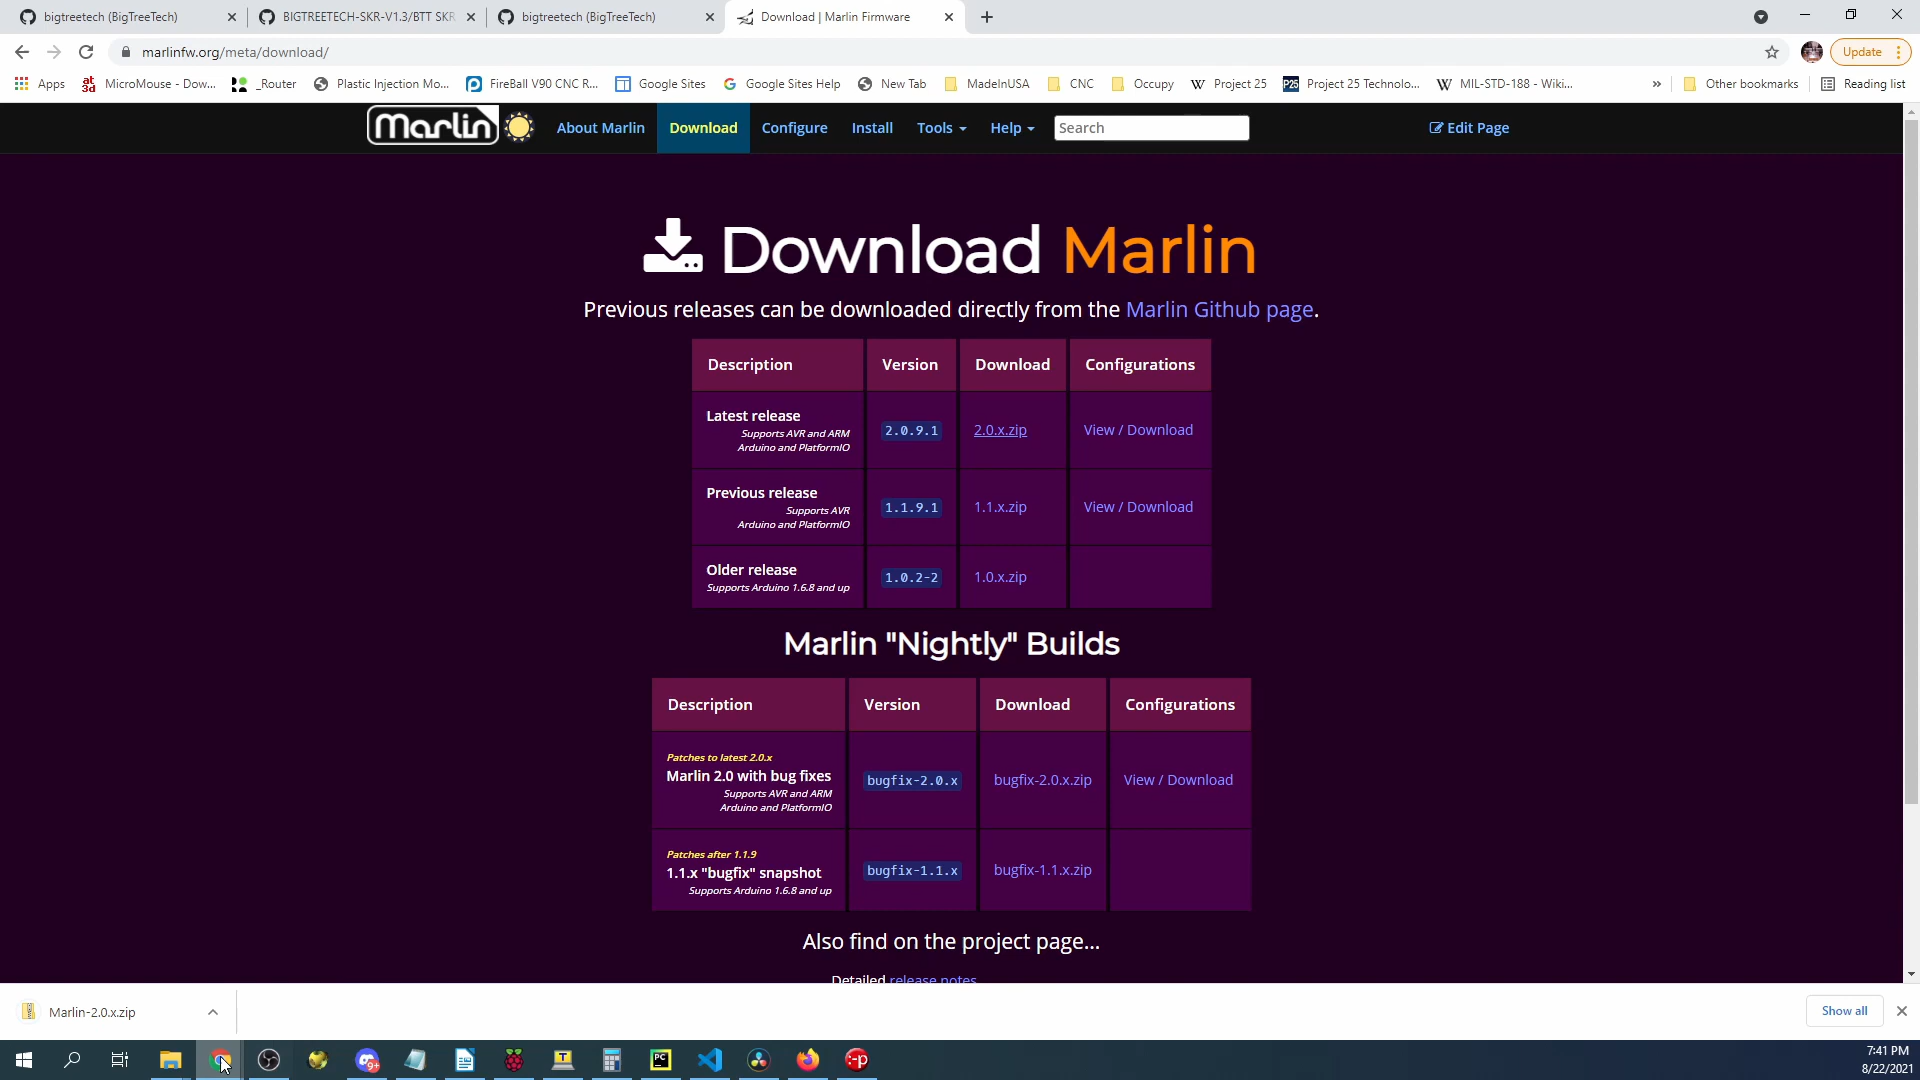 bigtreetech (BigTreeTech)
BIGTREETECH-SKR-V1.3/BTT SKR
bigtreetech (BigTreeTech)
Download | Marlin Firmware
marlinfw.org/meta/download/
Update
Apps
at 3d
MicroMouse - Dow...
_Router
Plastic Injection Mo...
FireBall V90 CNC R...
Google Sites
Google Sites Help
New Tab
MadeInUSA
CNC
Occupy
Project 25
P25
Project 25 Technolo...
MIL-STD-188 - Wiki...
»
Other bookmarks
Reading list
Marlin
About Marlin
Download
Configure
Install
Tools
Help
Search
Edit Page
Download Marlin
Previous releases can be downloaded directly from the Marlin Github page.
Description Version Download Configurations
Latest release
Supports AVR and ARM
Arduino and PlatformIO
2.0.9.1
2.0.x.zip
View / Download
Previous release
Supports AVR
Arduino and PlatformIO
1.1.9.1
1.1.x.zip
View / Download
Older release
Supports Arduino 1.6.8 and up
1.0.2-2
1.0.x.zip
Marlin "Nightly" Builds
Description Version Download Configurations
Patches to latest 2.0.x
Marlin 2.0 with bug fixes
Supports AVR and ARM
Arduino and PlatformIO
bugfix-2.0.x
bugfix-2.0.x.zip
View / Download
Patches after 1.1.9
1.1.x "bugfix" snapshot
Supports Arduino 1.6.8 and up
bugfix-1.1.x
bugfix-1.1.x.zip
Also find on the project page...
Detailed release notes
Marlin-2.0.x.zip
Show all
9+
T
PC
:-p
7:41 PM
8/22/2021